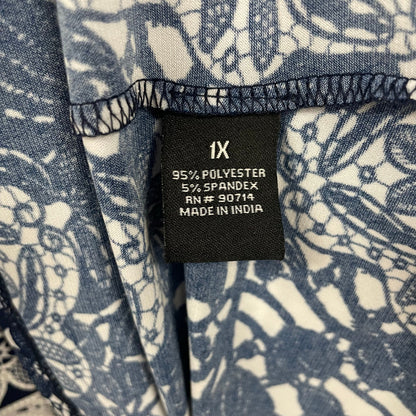 1X
95% POLYESTER
5% SPANDEX
RN # 90714
MADE IN INDIA